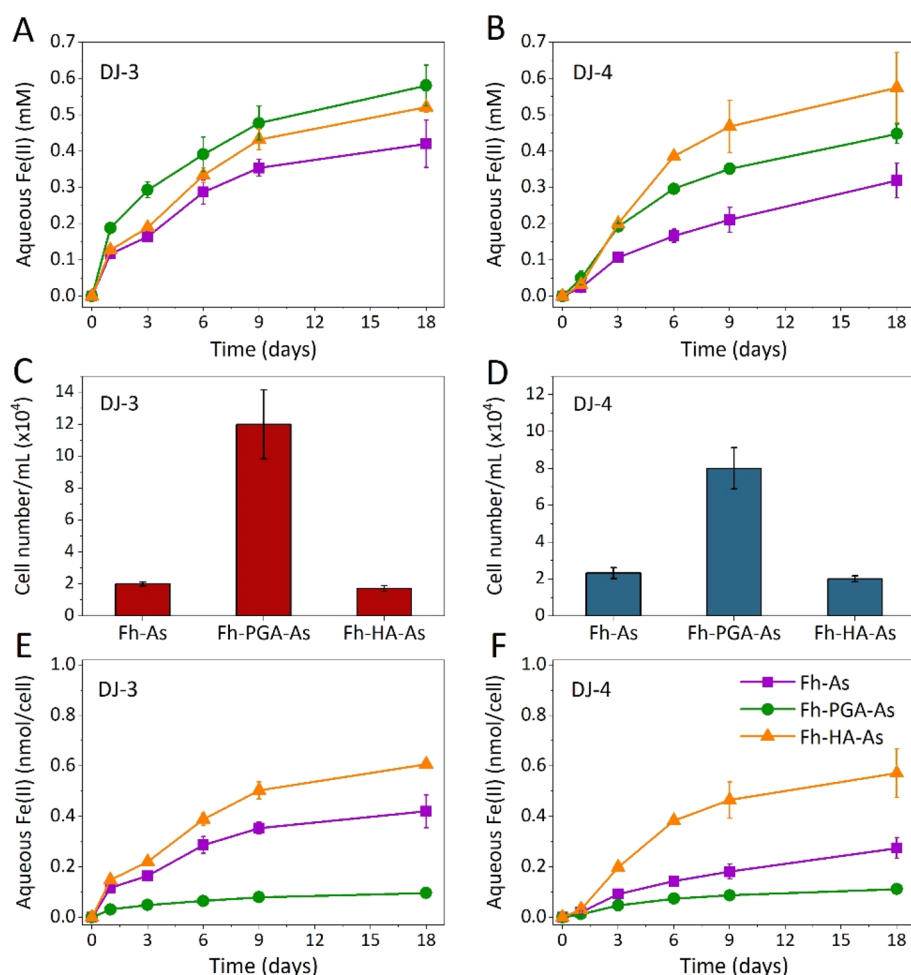 A
B
DJ-3
DJ-4
Aqueous Fe(II) (mM)
0.7
0.6
0.5
0.4
0.3
0.2
0.1
0.0
0 3 6 9 12 15 18
Time (days)
Aqueous Fe(II) (mM)
0.7
0.6
0.5
0.4
0.3
0.2
0.1
0.0
0 3 6 9 12 15 18
Time (days)
C
D
DJ-3
DJ-4
Cell number/mL (x10⁴)
14
12
10
8
6
4
2
0
Fh-As Fh-PGA-As Fh-HA-As
Cell number/mL (x10⁴)
12
10
8
6
4
2
0
Fh-As Fh-PGA-As Fh-HA-As
E
F
DJ-3
DJ-4
Aqueous Fe(II) (nmol/cell)
1.0
0.8
0.6
0.4
0.2
0.0
0 3 6 9 12 15 18
Time (days)
Aqueous Fe(II) (nmol/cell)
1.0
0.8
0.6
0.4
0.2
0.0
Fh-As
Fh-PGA-As
Fh-HA-As
0 3 6 9 12 15 18
Time (days)